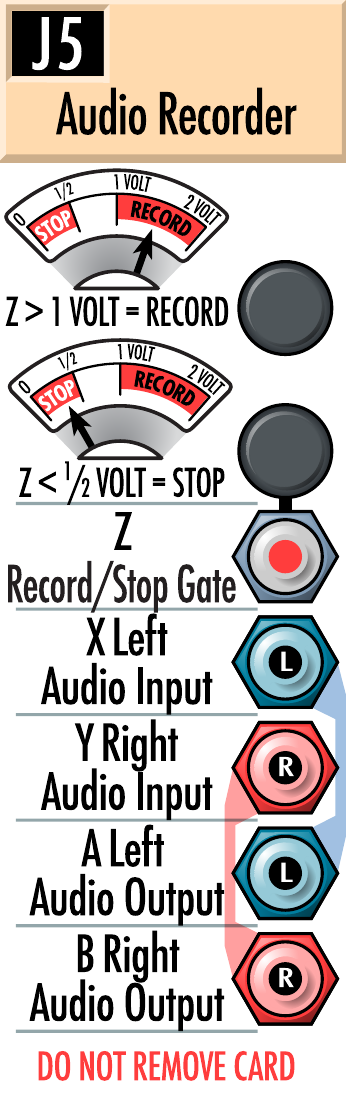 J5
Audio Recorder
0 1/2 1 VOLT 2 VOLT
STOP RECORD
Z > 1 VOLT = RECORD
0 1/2 1 VOLT 2 VOLT
STOP RECORD
Z < 1/2 VOLT = STOP
Z
Record/Stop Gate
X Left
Audio Input
L
Y Right
Audio Input
R
A Left
Audio Output
L
B Right
Audio Output
R
DO NOT REMOVE CARD